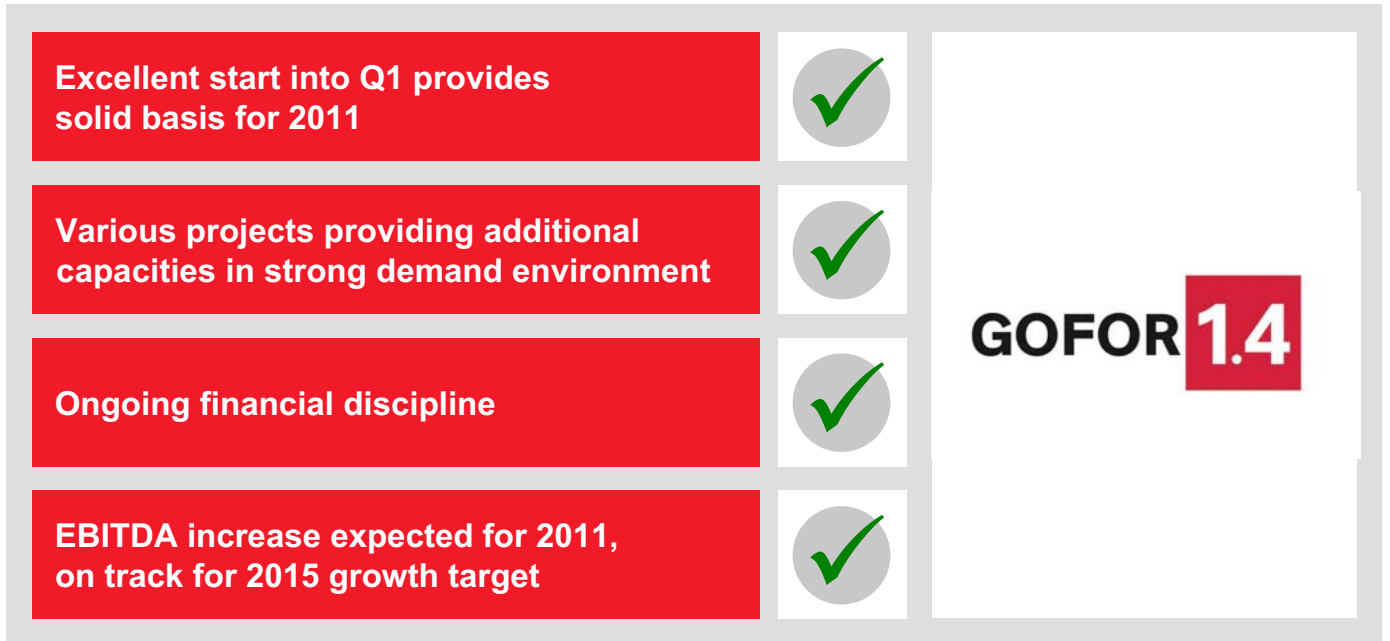 Excellent start into Q1 provides
solid basis for 2011
Various projects providing additional
capacities in strong demand environment
Ongoing financial discipline
EBITDA increase expected for 2011,
on track for 2015 growth target
GOFOR 1.4